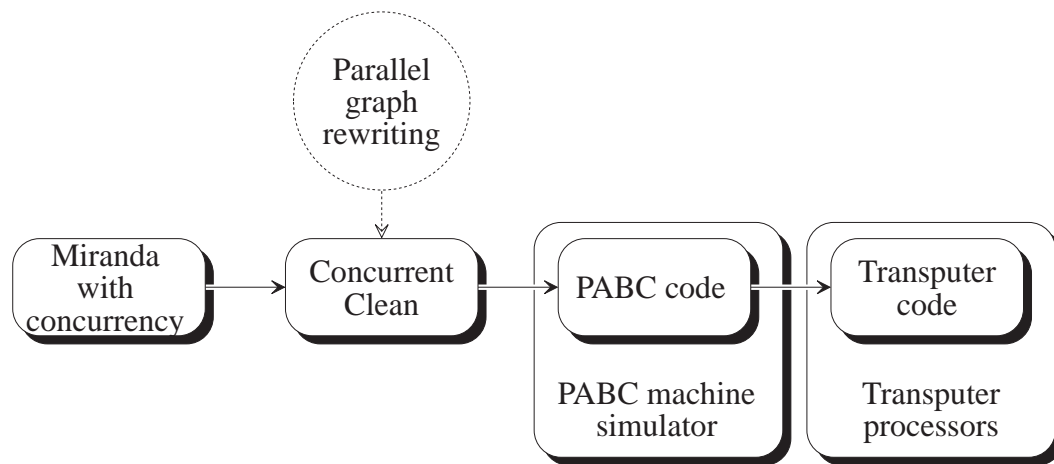 Parallel
graph
rewriting
Miranda
with
concurrency
Concurrent
Clean
PABC code
Transputer
code
PABC machine
simulator
Transputer
processors